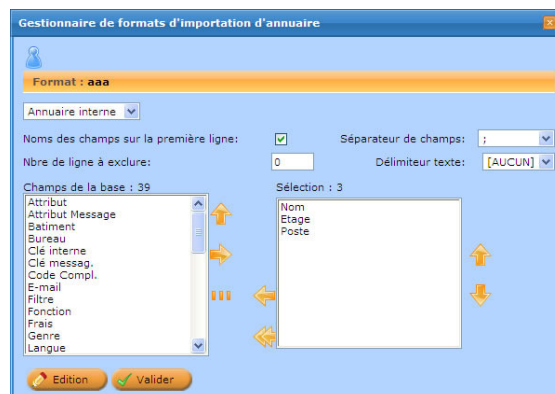 Gestionnaire de formats d'importation d'annuaire
Format : aaa
Annuaire interne
Noms des champs sur la première ligne:
Séparateur de champs: ;
Nbre de ligne à exclure: 0
Délimiteur texte: [AUCUN]
Champs de la base : 39
Attribut
Attribut Message
Batiment
Bureau
Clé interne
Clé messag.
Code Compl.
E-mail
Filtre
Fonction
Frais
Genre
Langue
Sélection : 3
Nom
Etage
Poste
Edition
Valider